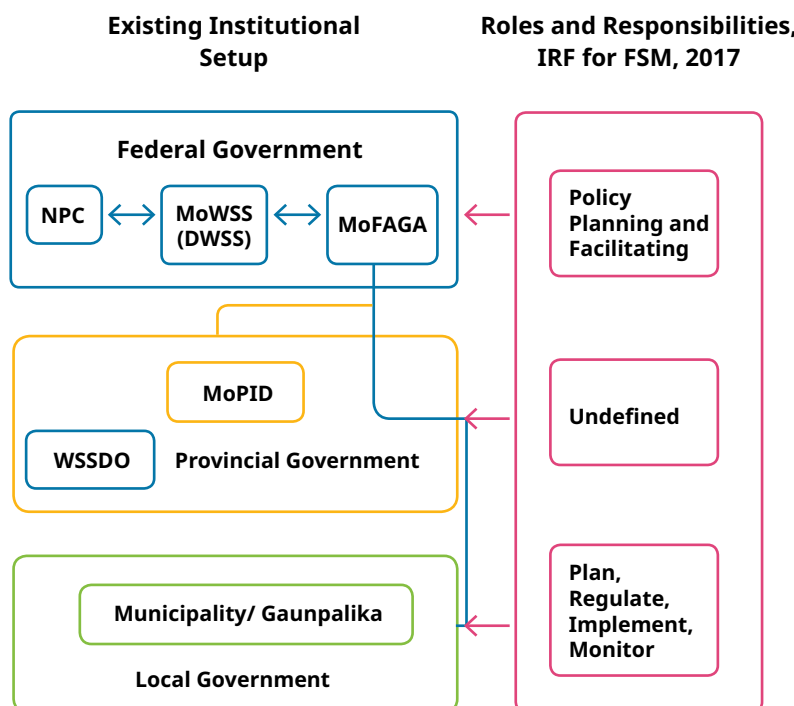 Existing Institutional
Setup
Roles and Responsibilities,
IRF for FSM, 2017
Federal Government
NPC
MoWSS
(DWSS)
MoFAGA
Policy
Planning and
Facilitating
MoPID
WSSDO
Provincial Government
Undefined
Municipality/ Gaunpalika
Local Government
Plan,
Regulate,
Implement,
Monitor